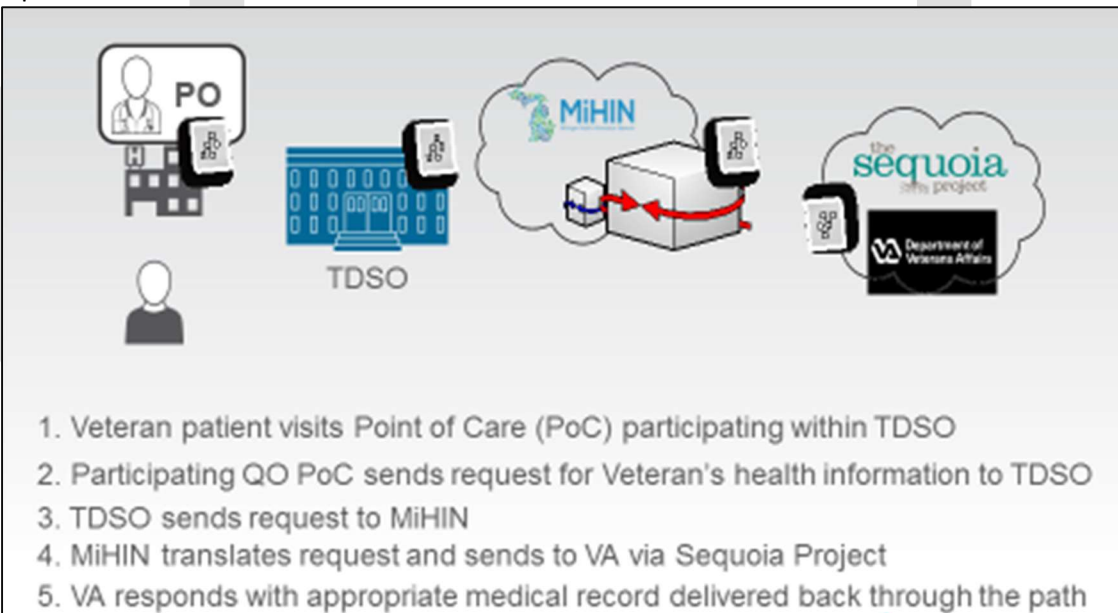 PO
H
MiHIN
the
sequoia
project
Department of
Veterans Affairs
TDSO
1. Veteran patient visits Point of Care (PoC) participating within TDSO
2. Participating QO PoC sends request for Veteran's health information to TDSO
3. TDSO sends request to MiHIN
4. MiHIN translates request and sends to VA via Sequoia Project
5. VA responds with appropriate medical record delivered back through the path